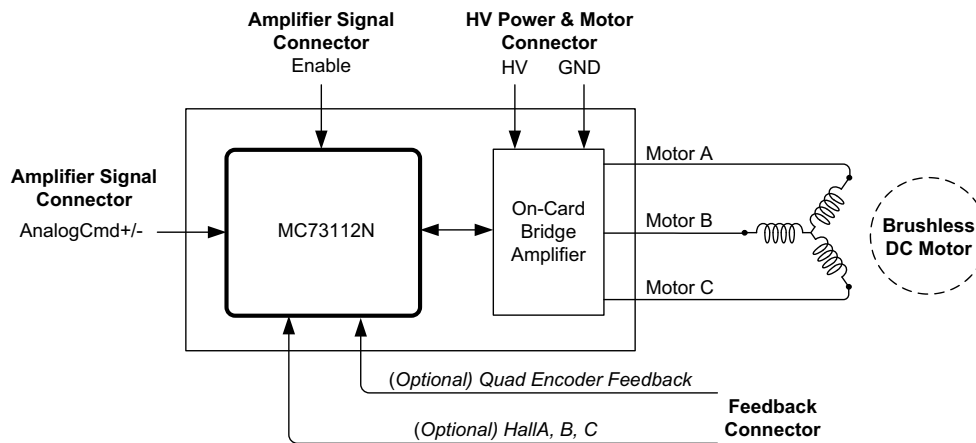 Amplifier Signal
Connector
Enable
HV Power & Motor
Connector
HV GND
Amplifier Signal
Connector
AnalogCmd+/-
MC73112N
On-Card
Bridge
Amplifier
Motor A
Motor B
Motor C
Brushless
DC Motor
(Optional) Quad Encoder Feedback
(Optional) HallA, B, C
Feedback
Connector